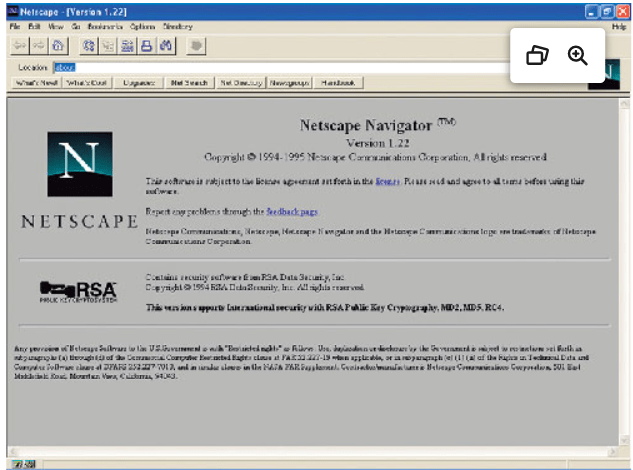 Netscape - [Version 1.22]
File Edit View Go Bookmarks Options Directory Help
Location: about:
What's New! What's Cool! Upgrades Net Search Net Directory Newsgroups Handbook
Netscape Navigator (TM)
Version 1.22
Copyright © 1994-1995 Netscape Communications Corporation, All rights reserved
This software is subject to the license agreement set forth in the license. Please read and agree to all terms before using this
software.
Report any problems through the feedback page.
Netscape Communications, Netscape, Netscape Navigator and the Netscape Communications logo are trademarks of Netscape
Communications Corporation.
N
NETSCAPE
RSA
PUBLIC KEY CRYPTOSYSTEM
Contains security software from RSA Data Security, Inc.
Copyright © 1994 RSA Data Security, Inc. All rights reserved.
This version supports International security with RSA Public Key Cryptography, MD2, MD5, RC4.
Any provision of Netscape Software to the U.S.Government is with "Restricted rights" as follows: Use, duplication or disclosure by the Government is subject to restrictions set forth in
subparagraphs (a) through (d) of the Commercial Computer Restricted Rights clause at FAR 52.227-19 when applicable, or in subparagraph (c) (1) (ii) of the Rights in Technical Data and
Computer Software clause at DFARS 252.227-7013, and in similar clauses in the NASA FAR Supplement. Contractor/manufacturer is Netscape Communications Corporation, 501 East
Middlefield Road, Mountain View, California, 94043.